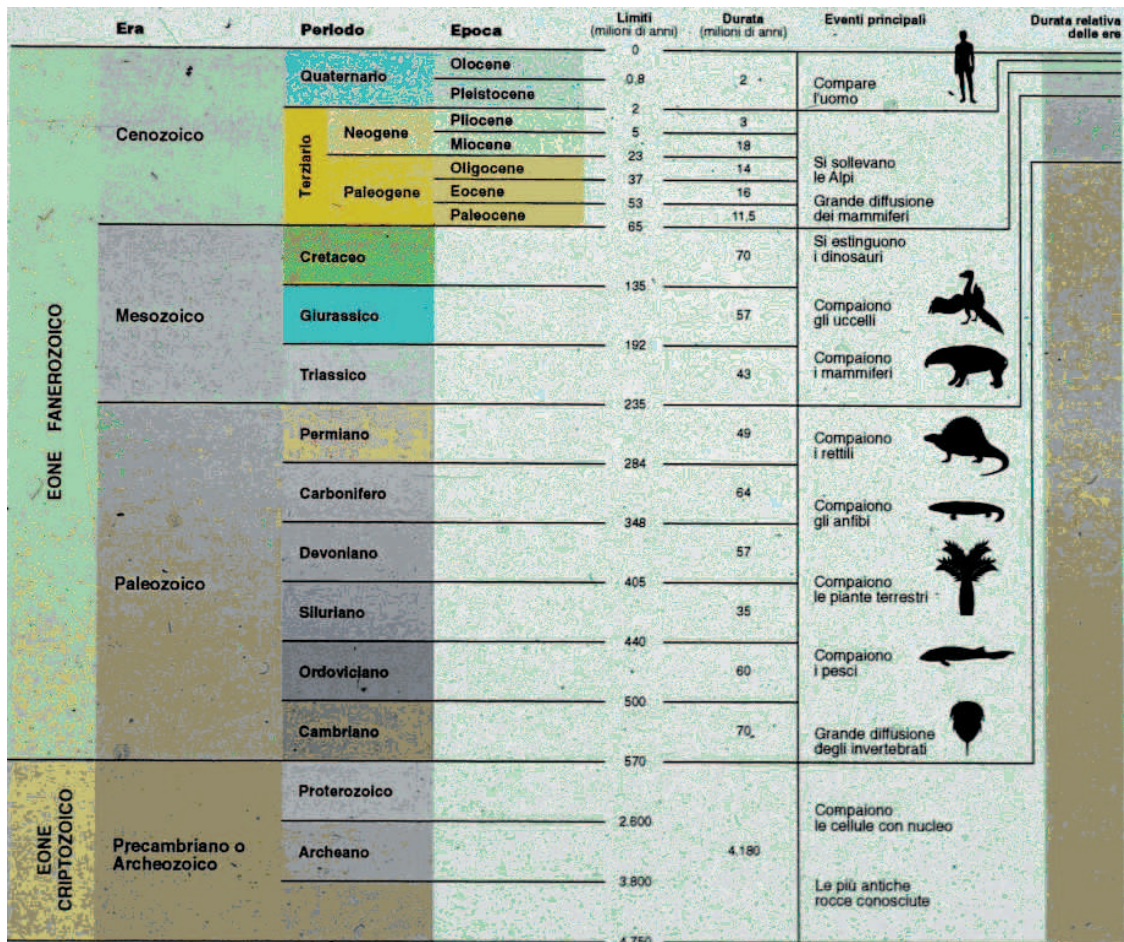 Era Periodo Epoca Limiti (milioni di anni) Durata (milioni di anni) Eventi principali Durata relativa delle ere
0
Quaternario Olocene
0.8 2 Compare l'uomo
Pleistocene
2
Cenozoico Terziario Neogene Pliocene 3
5
Miocene 18
23
Paleogene Oligocene 14 Si sollevano le Alpi
37
Eocene 16
53 Grande diffusione dei mammiferi
Paleocene 11,5
65
EONE FANEROZOICO
Mesozoico Cretaceo 70 Si estinguono i dinosauri
135
Giurassico 57 Compaiono gli uccelli
192
Triassico 43 Compaiono i mammiferi
235
Paleozoico Permiano 49 Compaiono i rettili
284
Carbonifero 64 Compaiono gli anfibi
348
Devoniano 57
405 Compaiono le piante terrestri
Siluriano 35
440
Ordoviciano 60 Compaiono i pesci
500
Cambriano 70 Grande diffusione degli invertebrati
570
EONE CRIPTOZOICO
Precambriano o Archeozoico Proterozoico Compaiono le cellule con nucleo
2.600
Archeano 4.180
3.800 Le più antiche rocce conosciute